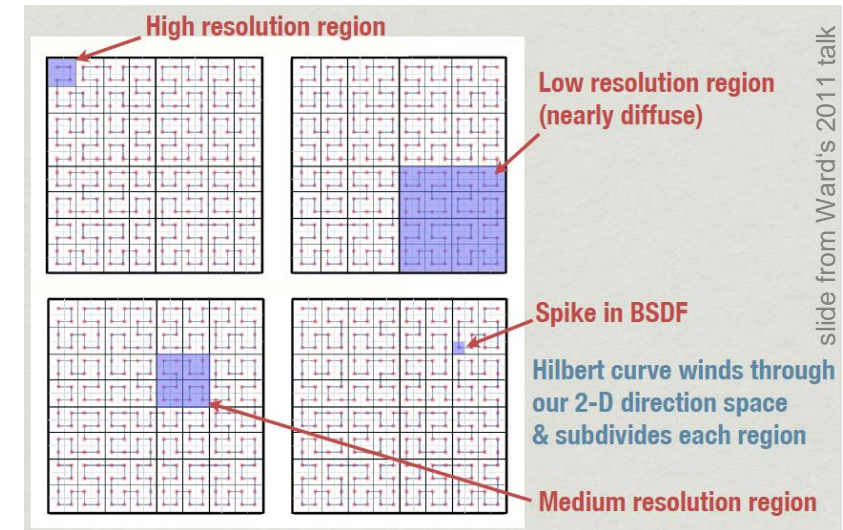 High resolution region
Low resolution region
(nearly diffuse)
Spike in BSDF
Hilbert curve winds through
our 2-D direction space
& subdivides each region
Medium resolution region
slide from Ward's 2011 talk